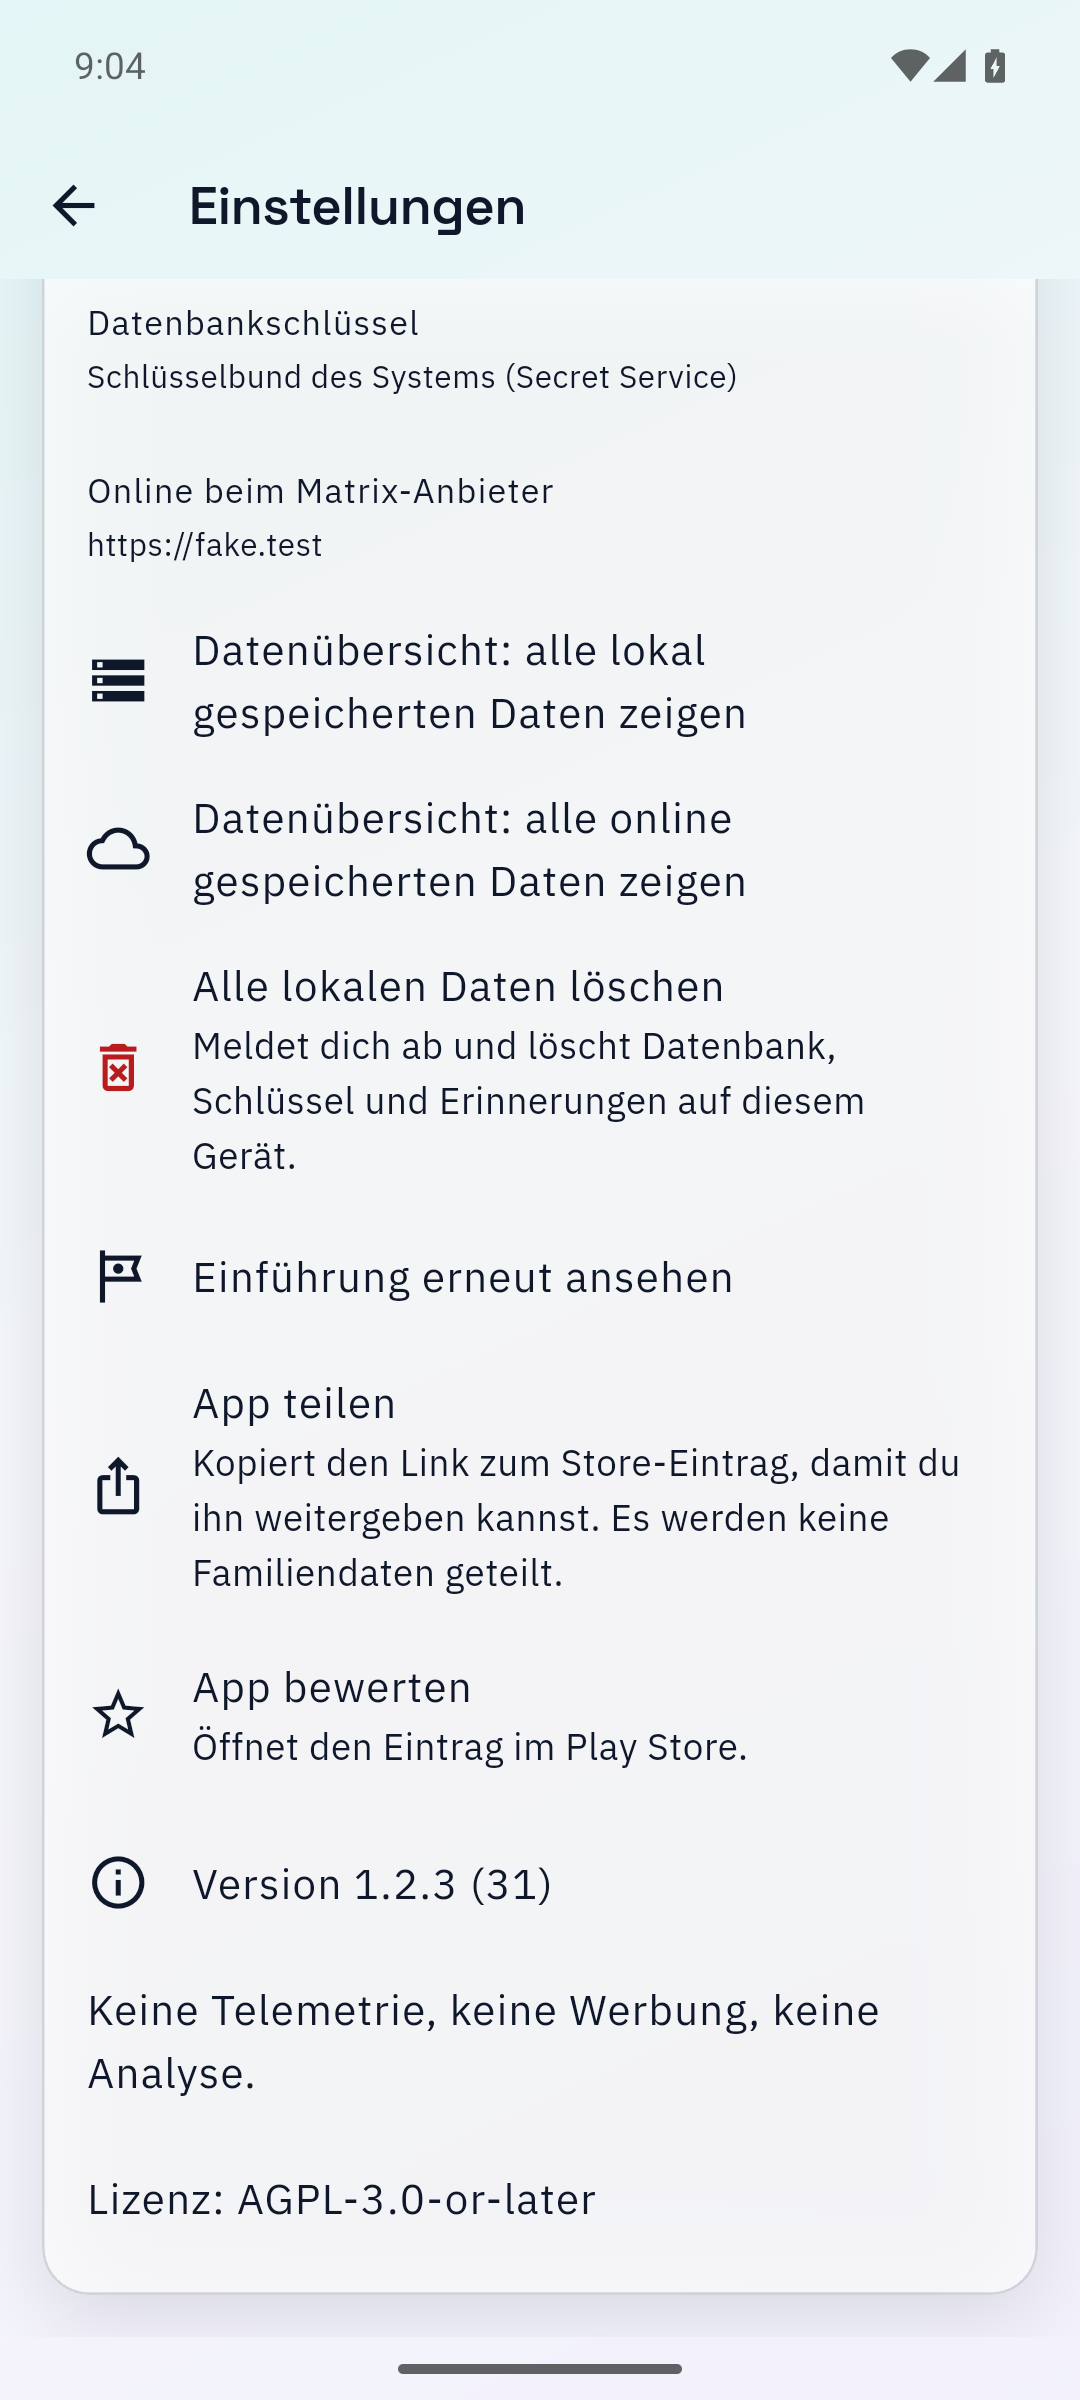 9:04
Einstellungen
Datenbankschlüssel
Schlüsselbund des Systems (Secret Service)
Online beim Matrix-Anbieter
https://fake.test
Datenübersicht: alle lokal
gespeicherten Daten zeigen
Datenübersicht: alle online
gespeicherten Daten zeigen
Alle lokalen Daten löschen
Meldet dich ab und löscht Datenbank,
Schlüssel und Erinnerungen auf diesem
Gerät.
Einführung erneut ansehen
App teilen
Kopiert den Link zum Store-Eintrag, damit du
ihn weitergeben kannst. Es werden keine
Familiendaten geteilt.
App bewerten
Öffnet den Eintrag im Play Store.
Version 1.2.3 (31)
Keine Telemetrie, keine Werbung, keine
Analyse.
Lizenz: AGPL-3.0-or-later